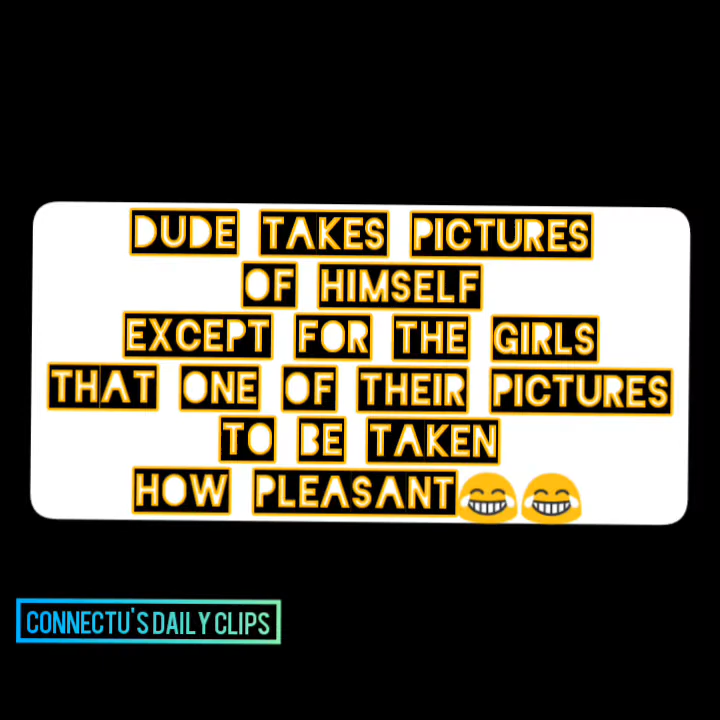 DUDE TAKES PICTURES
OF HIMSELF
EXCEPT FOR THE GIRLS
THAT ONE OF THEIR PICTURES
TO BE TAKEN
HOW PLEASANT😂😂
CONNECTU'S DAILY CLIPS